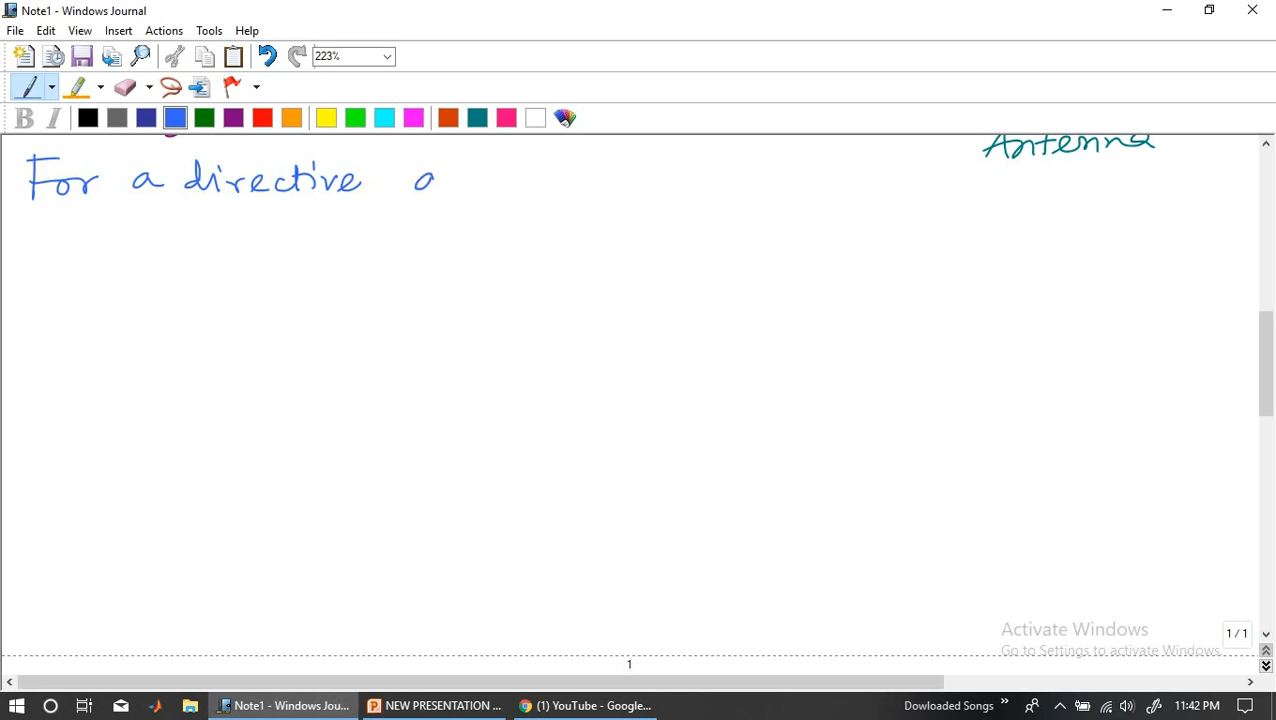 Note1 - Windows Journal
File Edit View Insert Actions Tools Help
223%
B I
Antenna
For a directive a
Activate Windows
1 / 1
Go to Settings to activate Windows.
1
Note1 - Windows Jou... NEW PRESENTATION ... (1) YouTube - Google... Dowloaded Songs » 11:42 PM